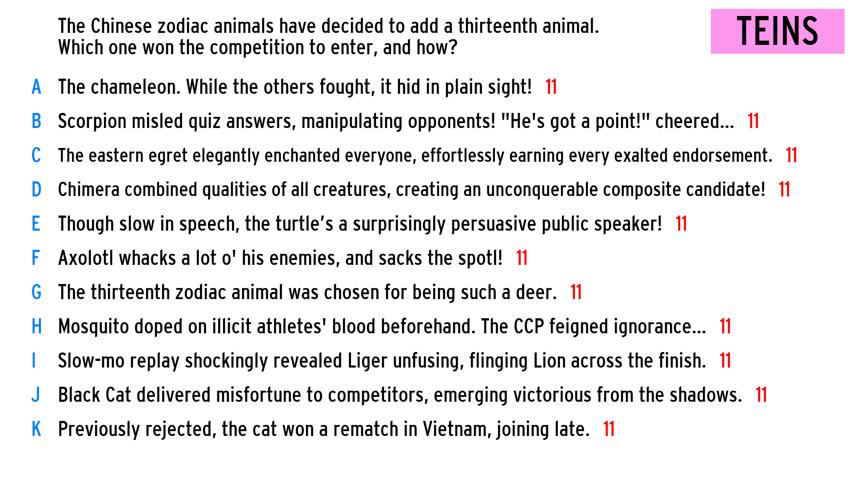 The Chinese zodiac animals have decided to add a thirteenth animal.
Which one won the competition to enter, and how?
TEINS
A The chameleon. While the others fought, it hid in plain sight! 11
B Scorpion misled quiz answers, manipulating opponents! "He's got a point!" cheered... 11
C The eastern egret elegantly enchanted everyone, effortlessly earning every exalted endorsement. 11
D Chimera combined qualities of all creatures, creating an unconquerable composite candidate! 11
E Though slow in speech, the turtle’s a surprisingly persuasive public speaker! 11
F Axolotl whacks a lot o' his enemies, and sacks the spotl! 11
G The thirteenth zodiac animal was chosen for being such a deer. 11
H Mosquito doped on illicit athletes' blood beforehand. The CCP feigned ignorance... 11
I Slow-mo replay shockingly revealed Liger unfusing, flinging Lion across the finish. 11
J Black Cat delivered misfortune to competitors, emerging victorious from the shadows. 11
K Previously rejected, the cat won a rematch in Vietnam, joining late. 11